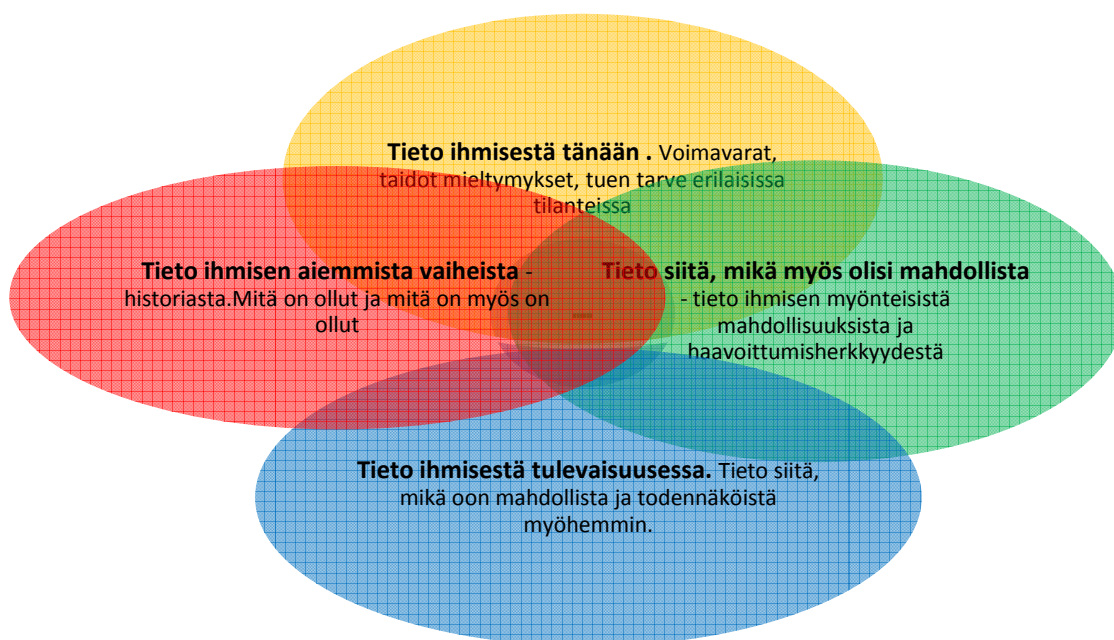 Tieto ihmisestä tänään . Voimavarat,
taidot mieltymykset, tuen tarve erilaisissa
tilanteissa
Tieto ihmisen aiemmista vaiheista -
historiasta.Mitä on ollut ja mitä on myös on
ollut
Tieto siitä, mikä myös olisi mahdollista
- tieto ihmisen myönteisistä
mahdollisuuksista ja
haavoittumisherkkyydestä
Tieto ihmisestä tulevaisuusessa. Tieto siitä,
mikä oon mahdollista ja todennäköistä
myöhemmin.